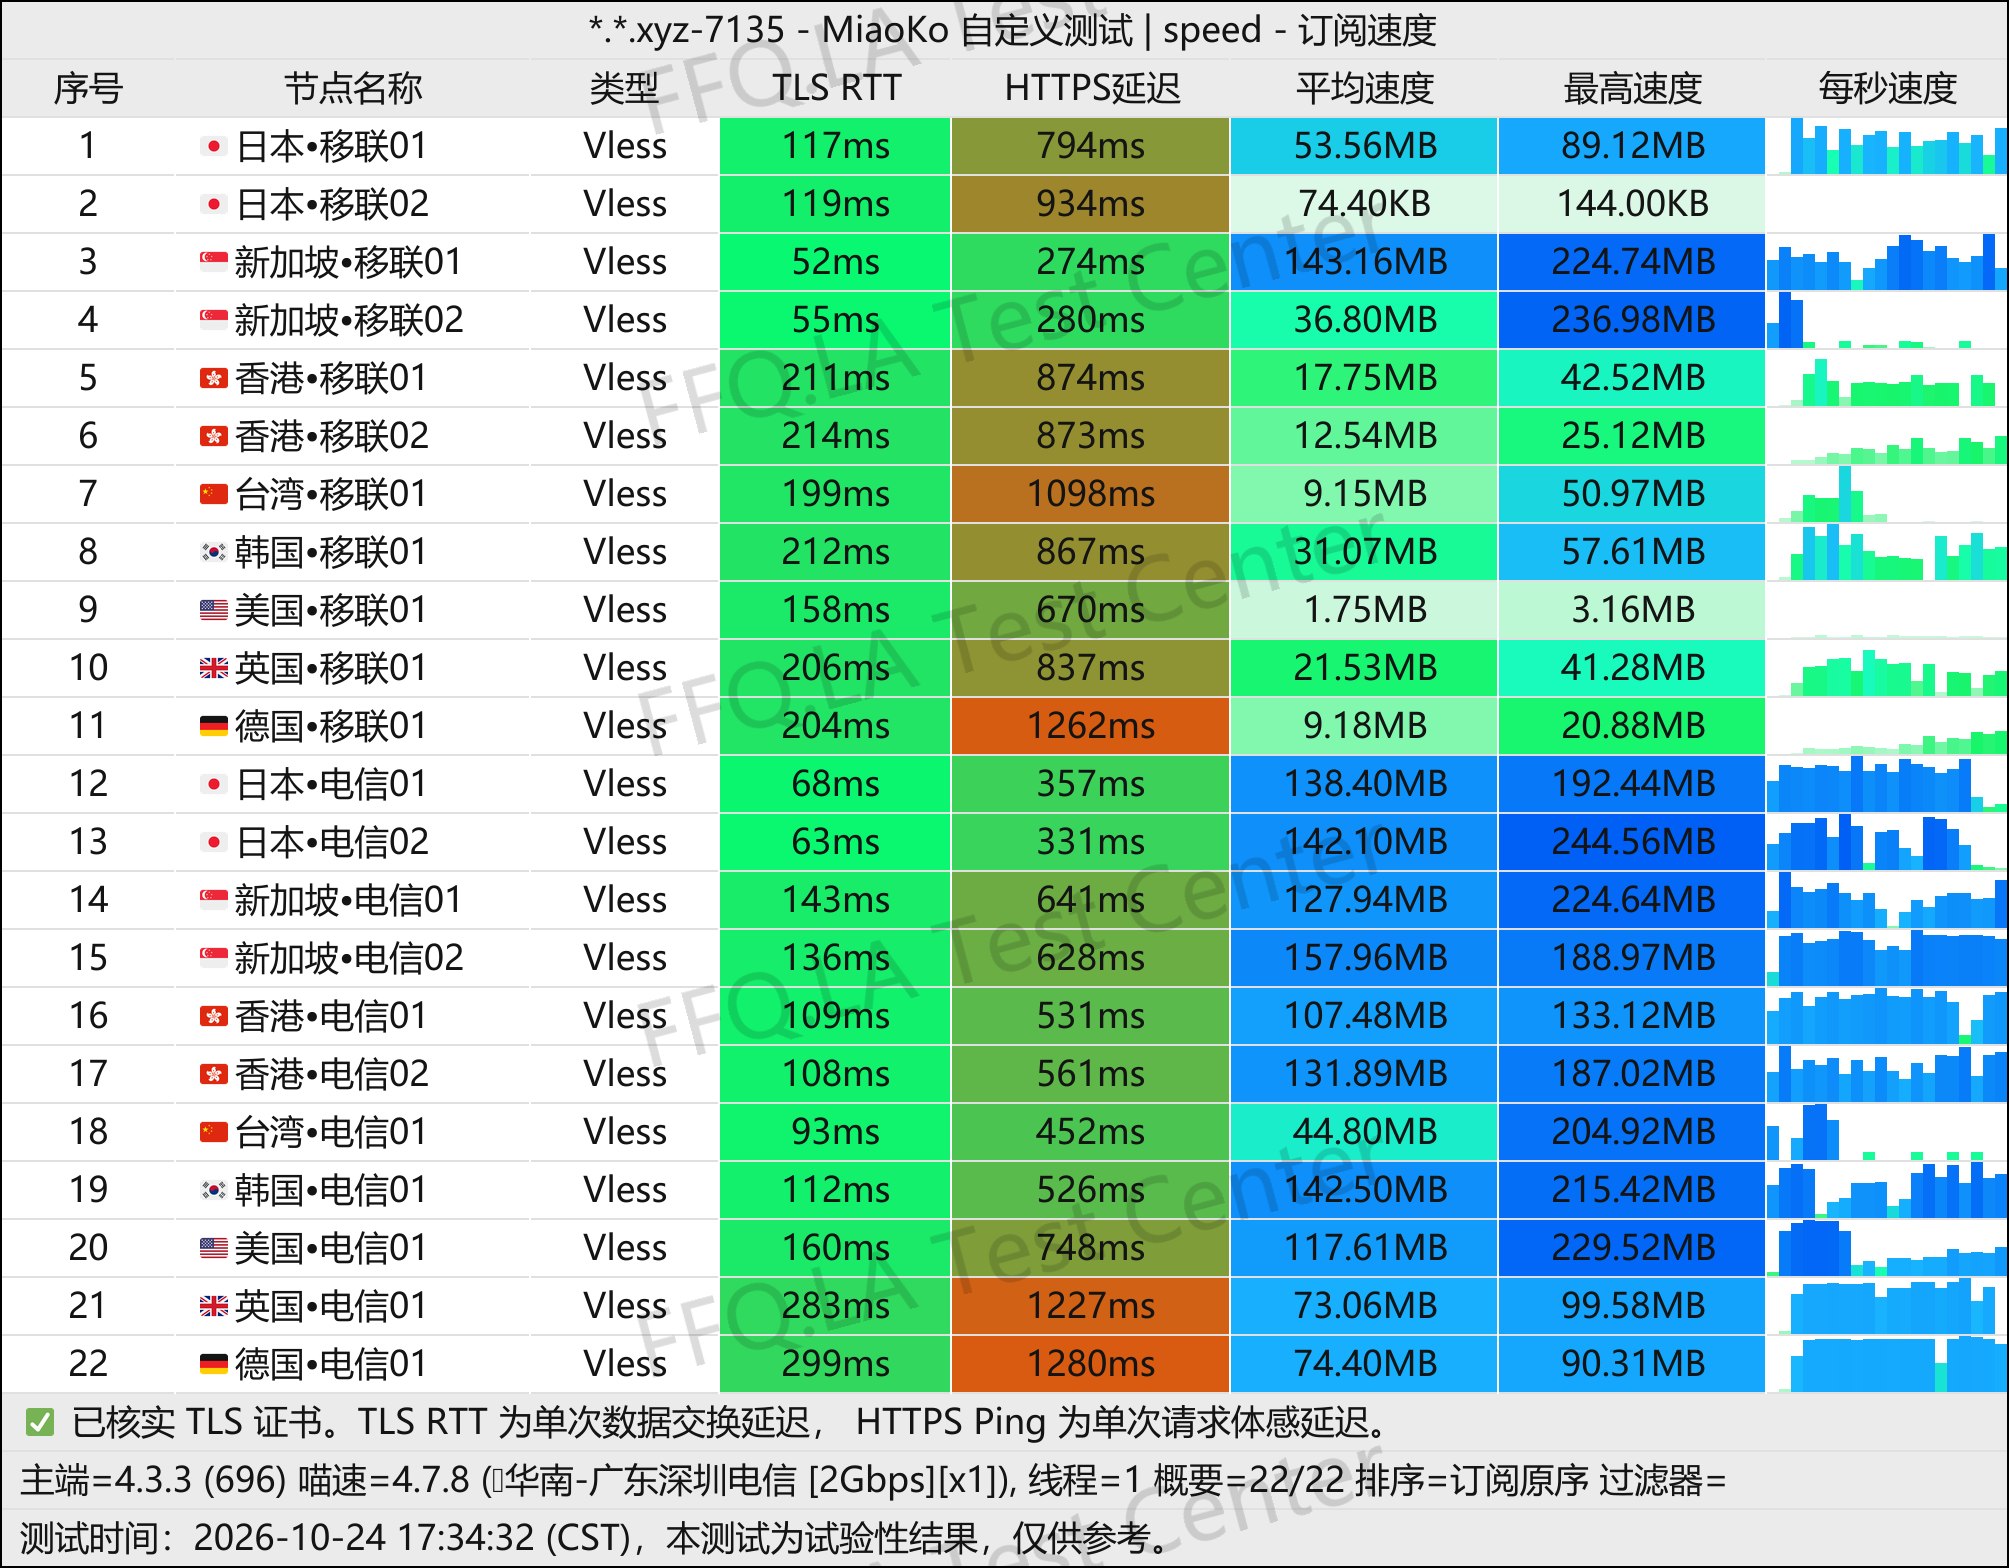 *.*.xyz-7135 - MiaoKo 自定义测试 | speed - 订阅速度
序号 节点名称 类型 TLS RTT HTTPS延迟 平均速度 最高速度 每秒速度
1 日本•移联01 Vless 117ms 794ms 53.56MB 89.12MB
2 日本•移联02 Vless 119ms 934ms 74.40KB 144.00KB
3 新加坡•移联01 Vless 52ms 274ms 143.16MB 224.74MB
4 新加坡•移联02 Vless 55ms 280ms 36.80MB 236.98MB
5 香港•移联01 Vless 211ms 874ms 17.75MB 42.52MB
6 香港•移联02 Vless 214ms 873ms 12.54MB 25.12MB
7 台湾•移联01 Vless 199ms 1098ms 9.15MB 50.97MB
8 韩国•移联01 Vless 212ms 867ms 31.07MB 57.61MB
9 美国•移联01 Vless 158ms 670ms 1.75MB 3.16MB
10 英国•移联01 Vless 206ms 837ms 21.53MB 41.28MB
11 德国•移联01 Vless 204ms 1262ms 9.18MB 20.88MB
12 日本•电信01 Vless 68ms 357ms 138.40MB 192.44MB
13 日本•电信02 Vless 63ms 331ms 142.10MB 244.56MB
14 新加坡•电信01 Vless 143ms 641ms 127.94MB 224.64MB
15 新加坡•电信02 Vless 136ms 628ms 157.96MB 188.97MB
16 香港•电信01 Vless 109ms 531ms 107.48MB 133.12MB
17 香港•电信02 Vless 108ms 561ms 131.89MB 187.02MB
18 台湾•电信01 Vless 93ms 452ms 44.80MB 204.92MB
19 韩国•电信01 Vless 112ms 526ms 142.50MB 215.42MB
20 美国•电信01 Vless 160ms 748ms 117.61MB 229.52MB
21 英国•电信01 Vless 283ms 1227ms 73.06MB 99.58MB
22 德国•电信01 Vless 299ms 1280ms 74.40MB 90.31MB
✅ 已核实 TLS 证书。TLS RTT 为单次数据交换延迟， HTTPS Ping 为单次请求体感延迟。
主端=4.3.3 (696) 喵速=4.7.8 (华南-广东深圳电信 [2Gbps][x1]), 线程=1 概要=22/22 排序=订阅原序 过滤器=
测试时间：2026-10-24 17:34:32 (CST)，本测试为试验性结果，仅供参考。
FFQ.LA Test Center
FFQ.LA Test Center
FFQ.LA Test Center
FFQ.LA Test Center
FFQ.LA Test Center